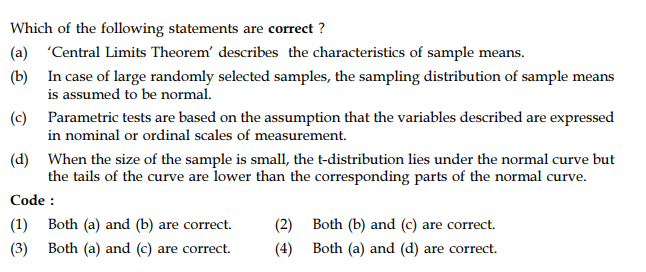 Which of the following statements are correct ?
(a) 'Central Limits Theorem' describes the characteristics of sample means.
(b) In case of large randomly selected samples, the sampling distribution of sample means
is assumed to be normal.
(c) Parametric tests are based on the assumption that the variables described are expressed
in nominal or ordinal scales of measurement.
(d) When the size of the sample is small, the t-distribution lies under the normal curve but
the tails of the curve are lower than the corresponding parts of the normal curve.
Code :
(1) Both (a) and (b) are correct. (2) Both (b) and (c) are correct.
(3) Both (a) and (c) are correct. (4) Both (a) and (d) are correct.